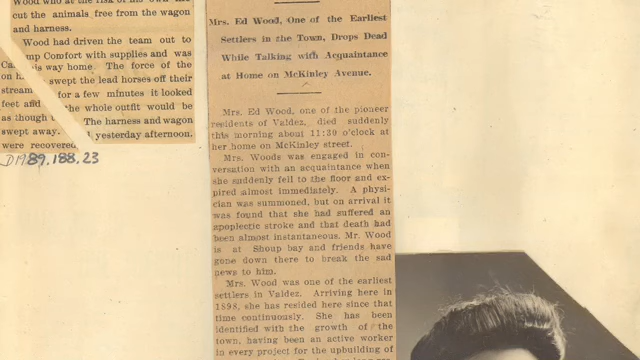 Wood who at the risk of his own life
cut the animals free from the wagon
and harness.
Wood had driven the team out to
mp Comfort with supplies and was
is way home. The force of the
swept the lead horses off their
for a few minutes it looked
the whole outfit would be
The harness and wagon
yesterday afternoon.
Ca
on h
stream
feet and
as though
swept away.
were recovered
D1989.188.23
Mrs. Ed Wood, One of the Earliest
Settlers in the Town, Drops Dead
While Talking with Acquaintance
at Home on McKinley Avenue.
Mrs. Ed Wood, one of the pioneer
residents of Valdez, died suddenly
this morning about 11:30 o'clock at
her home on McKinley street.
Mrs. Woods was engaged in con-
versation with an acquaintance when
she suddenly fell to the floor and ex-
pired almost immediately. A physi-
cian was summoned, but on arrival it
was found that she had suffered an
apoplectic stroke and that death had
been almost instantaneous. Mr. Wood
is at Shoup bay and friends have
gone down there to break the sad
news to him.
Mrs. Wood was one of the earliest
settlers in Valdez. Arriving here in
1898, she has resided here since that
time continuously. She has been
identified with the growth of the
town, having been an active worker
in every project for the upbuilding of